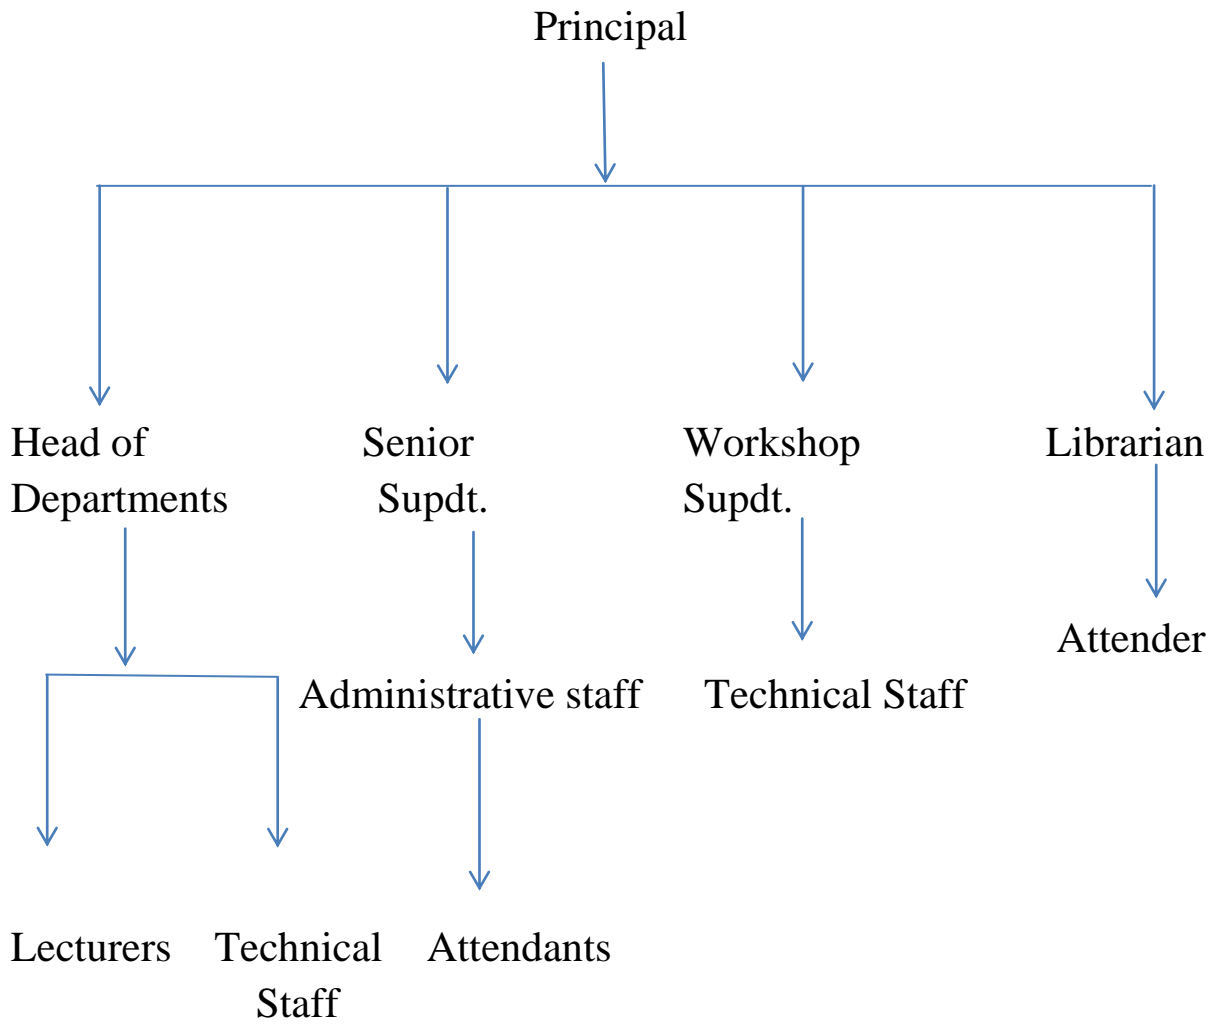 Principal
Head of
Departments
Senior
Supdt.
Workshop
Supdt.
Librarian
Attender
Administrative staff
Technical Staff
Lecturers
Technical
Staff
Attendants